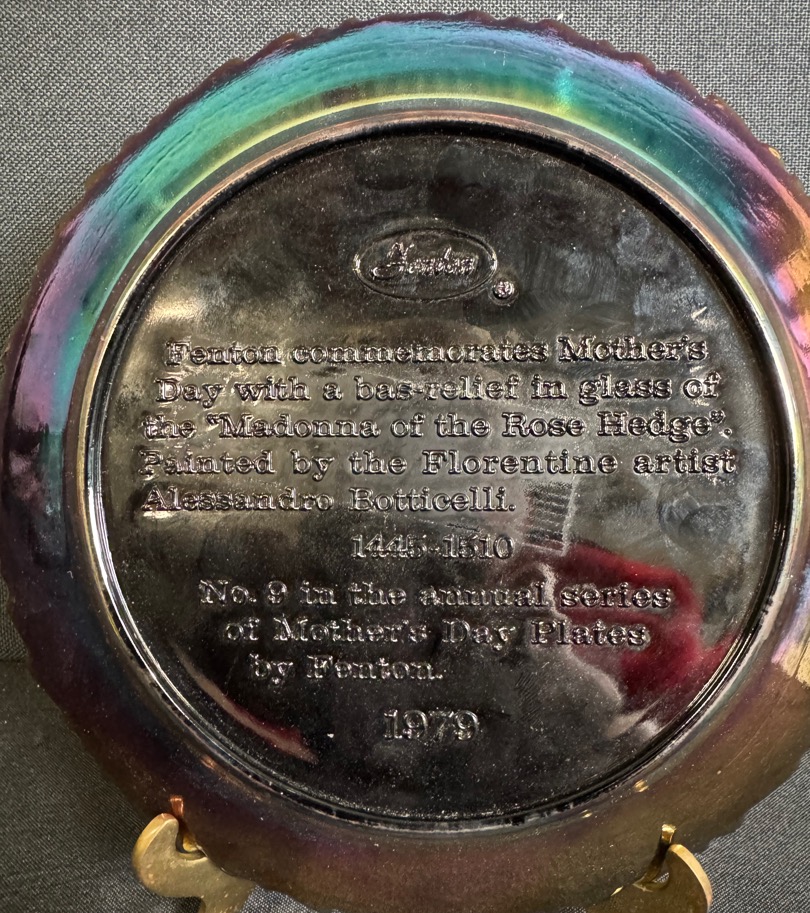 Fenton
®
Fenton commemorates Mother's
Day with a bas-relief in glass of
the "Madonna of the Rose Hedge".
Painted by the Florentine artist
Alessandro Botticelli.
1445-1510
No. 9 in the annual series
of Mother's Day Plates
by Fenton.
1979